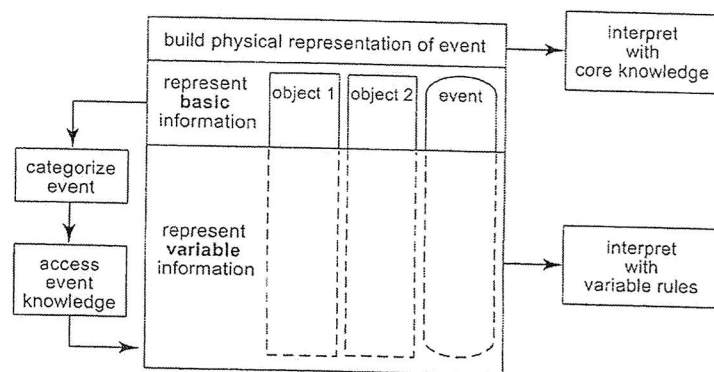 build physical representation of event
interpret
with
core knowledge
represent
basic
information
object 1
object 2
event
categorize
event
access
event
knowledge
represent
variable
information
interpret
with
variable rules